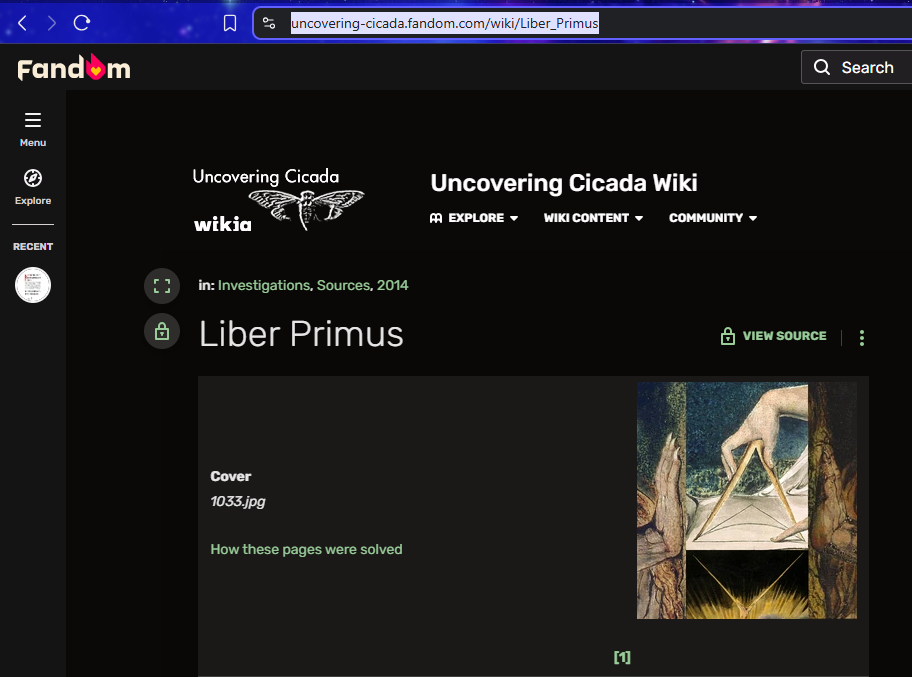 uncovering-cicada.fandom.com/wiki/Liber_Primus
Fandom
Search
Menu
Explore
RECENT
Uncovering Cicada
wikia
Uncovering Cicada Wiki
EXPLORE
WIKI CONTENT
COMMUNITY
in: Investigations, Sources, 2014
Liber Primus
VIEW SOURCE
Cover
1033.jpg
How these pages were solved
[1]